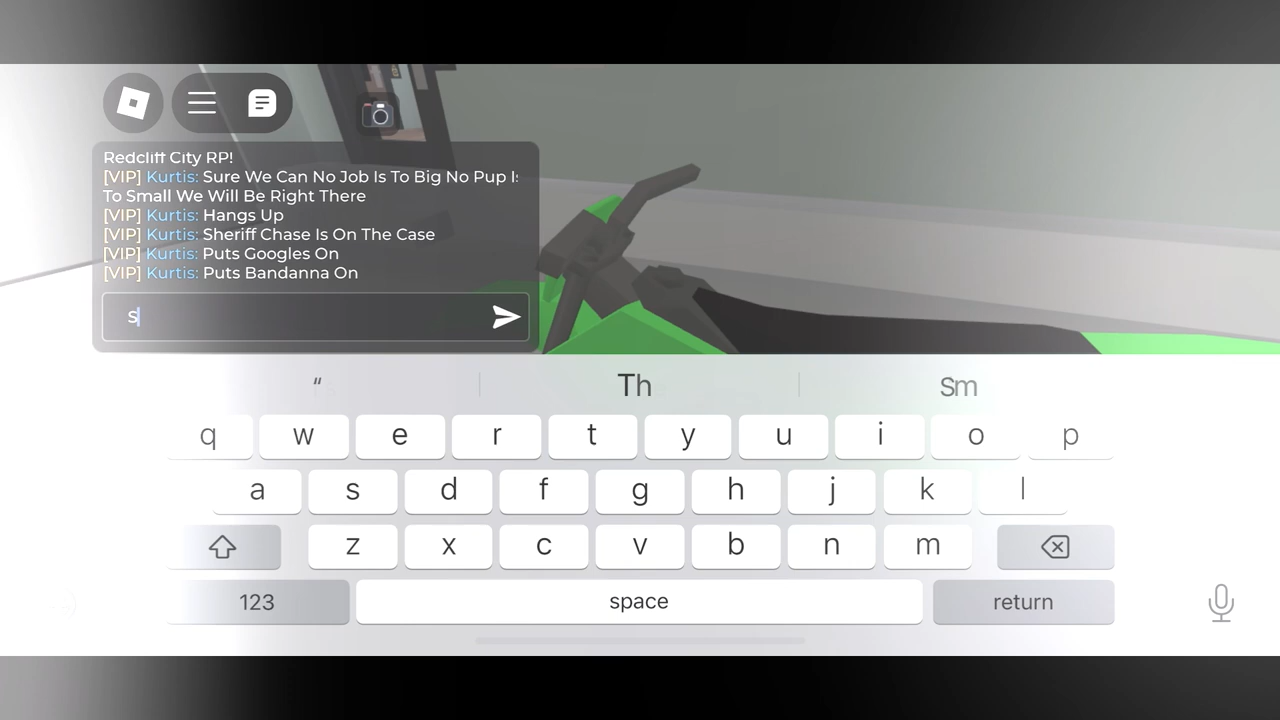 Redcliff City RP!
[VIP] Kurtis: Sure We Can No Job Is To Big No Pup Is
To Small We Will Be Right There
[VIP] Kurtis: Hangs Up
[VIP] Kurtis: Sheriff Chase Is On The Case
[VIP] Kurtis: Puts Googles On
[VIP] Kurtis: Puts Bandanna On
s
“ Th Sm
q w e r t y u i o p
a s d f g h j k l
z x c v b n m
123 space return